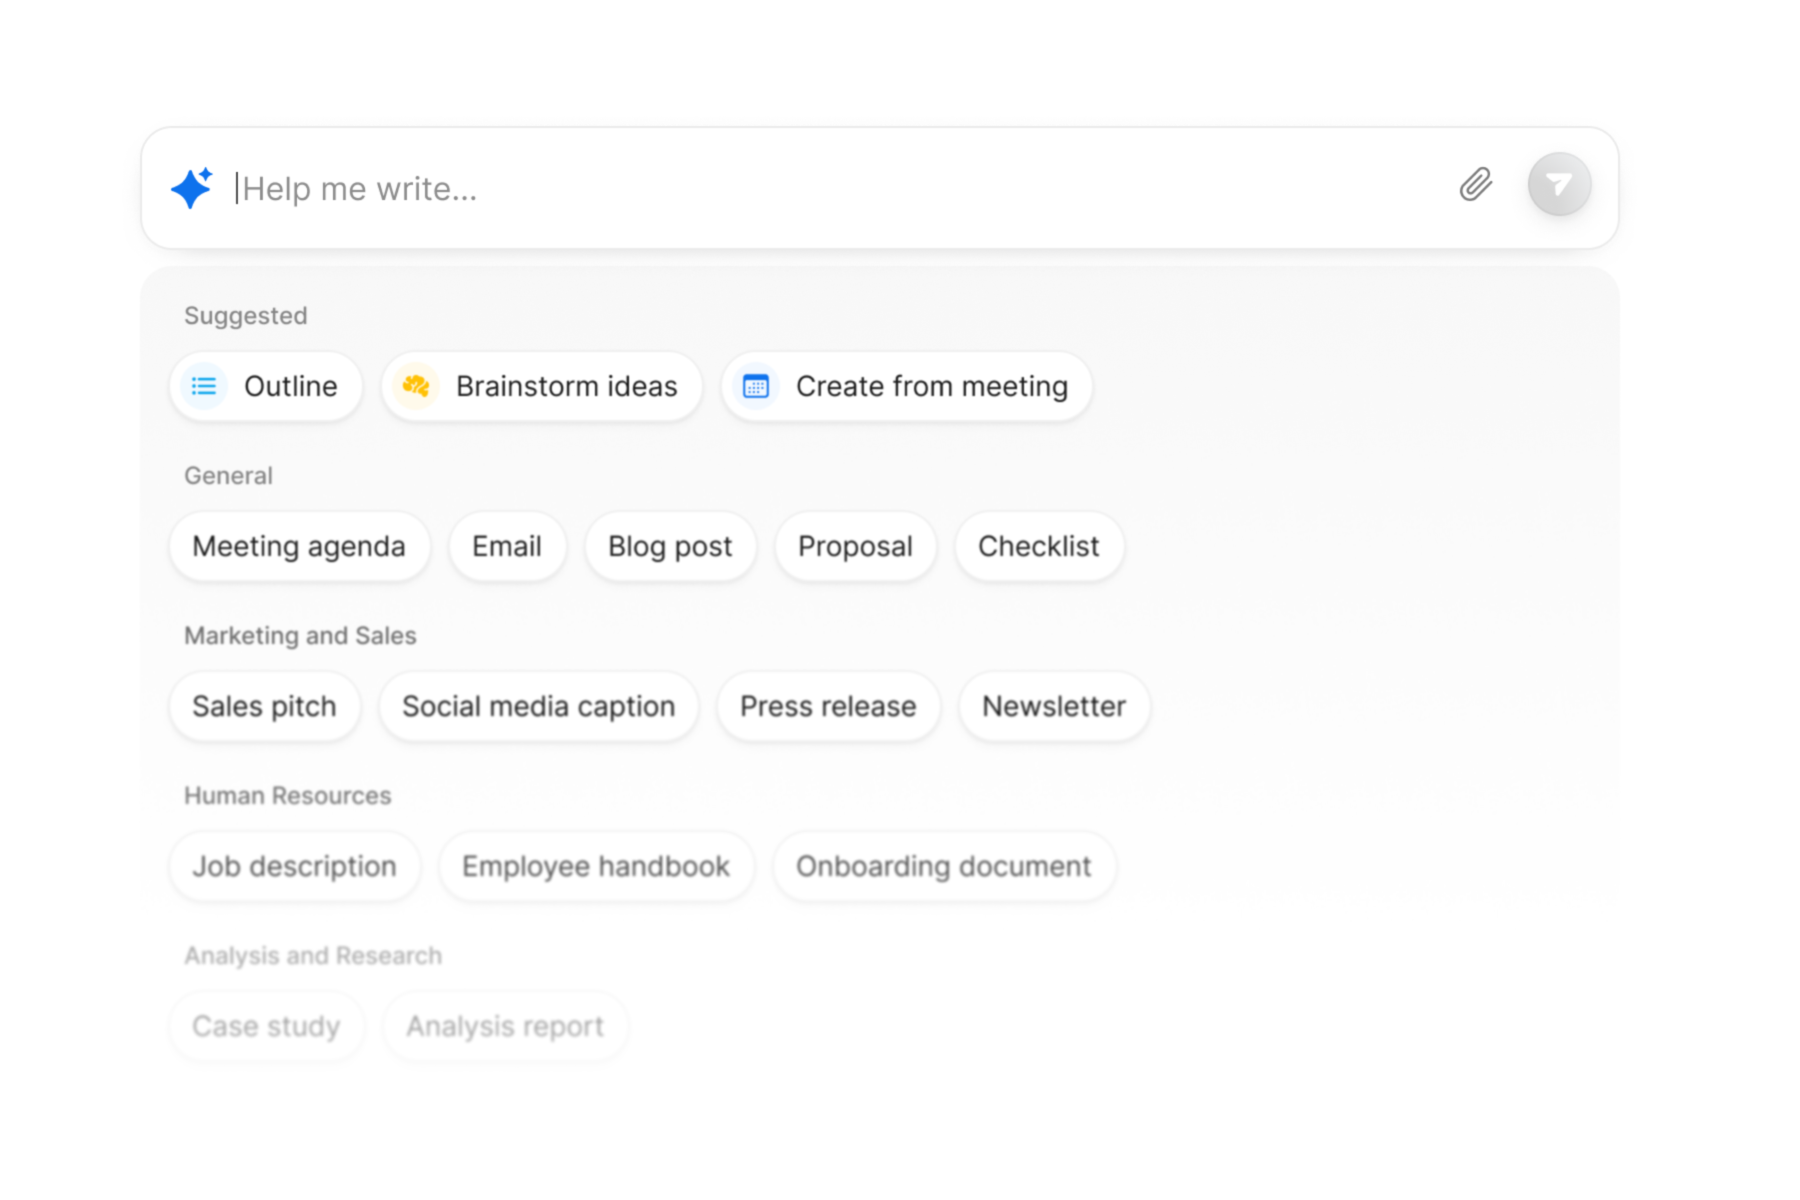 Help me write...
Suggested
Outline Brainstorm ideas Create from meeting
General
Meeting agenda Email Blog post Proposal Checklist
Marketing and Sales
Sales pitch Social media caption Press release Newsletter
Human Resources
Job description Employee handbook Onboarding document
Analysis and Research
Case study Analysis report